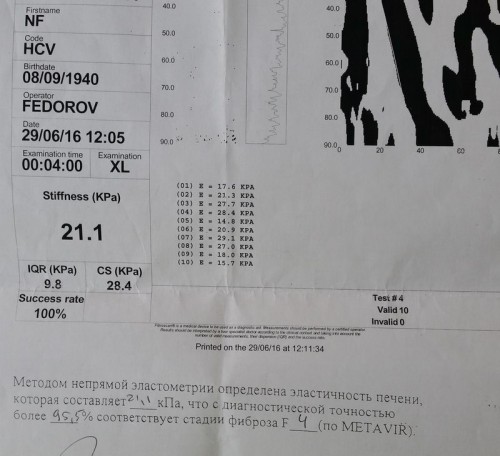 Firstname
NF
Code
HCV
Birthdate
08/09/1940
Operator
FEDOROV
Date
29/06/16 12:05
Examination time Examination
00:04:00 XL
Stiffness (KPa)
21.1
IQR (KPa) CS (KPa)
9.8 28.4
Success rate
100%
40.0
50.0
60.0
70.0
80.0
90.0
40.0
50.0
60.0
70.0
80.0
90.0
0 20 40 60 80
(01) E = 17.6 KPA
(02) E = 21.3 KPA
(03) E = 27.7 KPA
(04) E = 28.4 KPA
(05) E = 14.8 KPA
(06) E = 20.9 KPA
(07) E = 29.1 KPA
(08) E = 27.0 KPA
(09) E = 18.0 KPA
(10) E = 15.7 KPA
Test # 4
Valid 10
Invalid 0
Printed on the 29/06/16 at 12:11:34
Методом непрямой эластометрии определена эластичность печени,
которая составляет 21,1 кПа, что с диагностической точностью
более 95,5% соответствует стадии фиброза F 4 (по METAVIR).